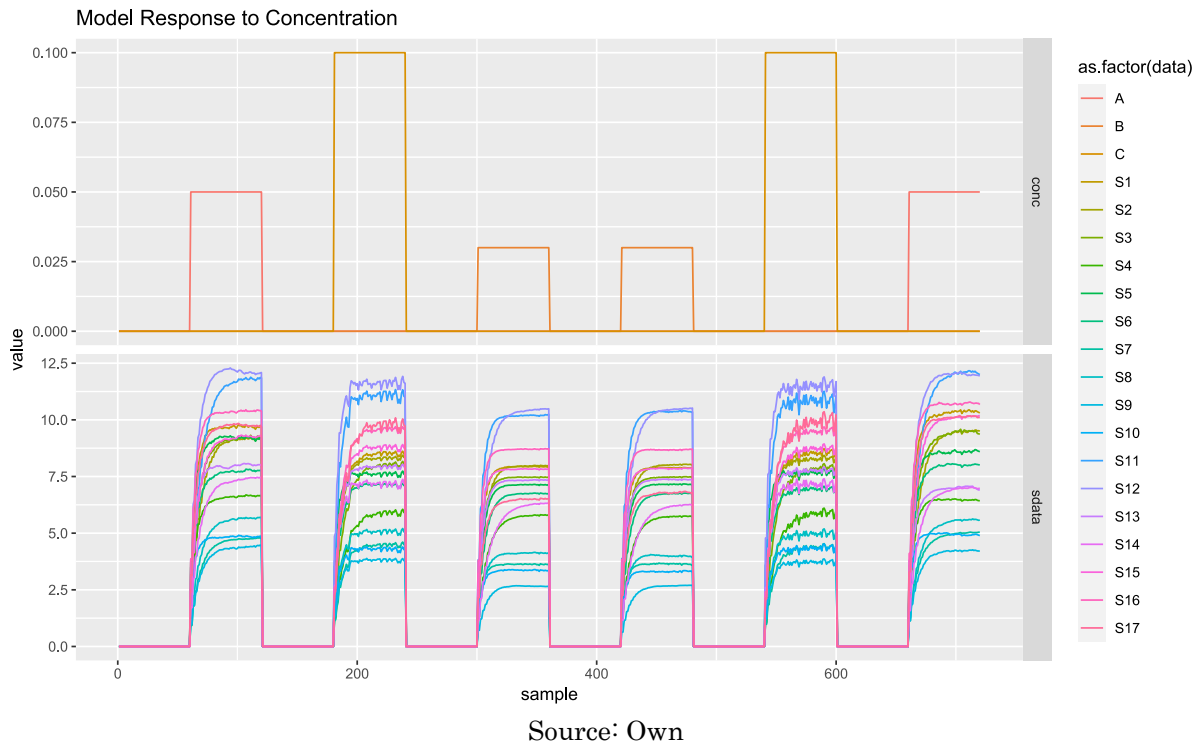 Model Response to Concentration
value
0.100
0.075
0.050
0.025
0.000
conc
12.5
10.0
7.5
5.0
2.5
0.0
sdata
0
200
400
600
sample
as.factor(data)
A
B
C
S1
S2
S3
S4
S5
S6
S7
S8
S9
S10
S11
S12
S13
S14
S15
S16
S17
Source: Own